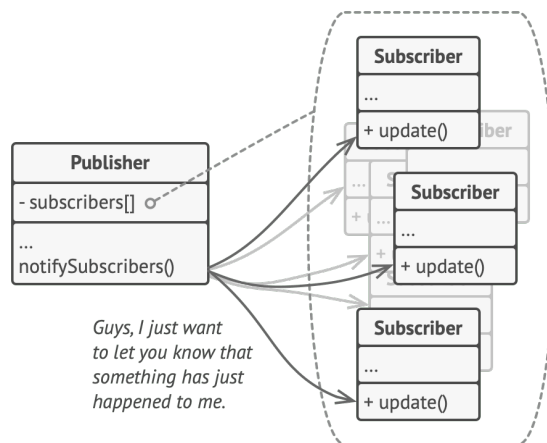 Subscriber
...
+ update()
iber
Publisher
- subscribers[]
...
notifySubscribers()
...
+
S
...
+
Subscriber
...
+ update()
S
Guys, I just want
to let you know that
something has just
happened to me.
Subscriber
...
+ update()